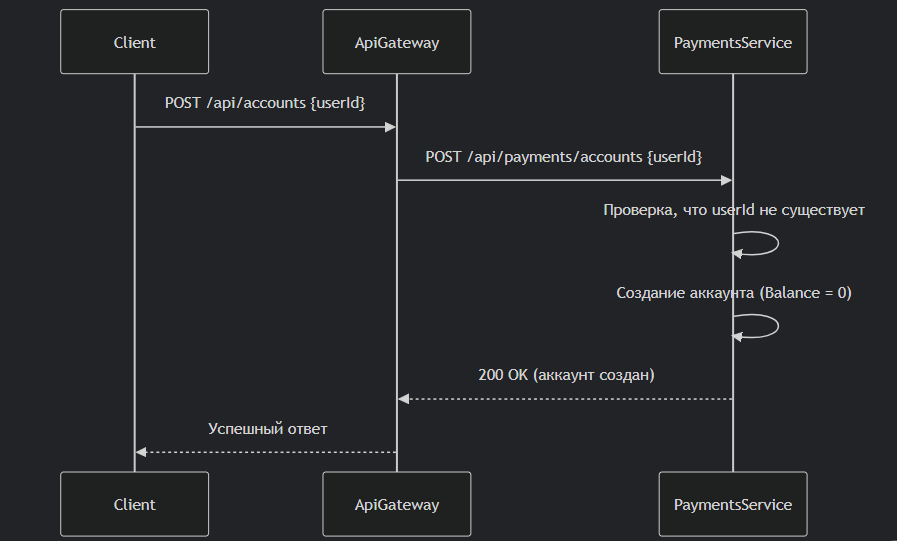 Client
ApiGateway
PaymentsService
POST /api/accounts {userId}
POST /api/payments/accounts {userId}
Проверка, что userId не существует
Создание аккаунта (Balance = 0)
200 OK (аккаунт создан)
Успешный ответ
Client
ApiGateway
PaymentsService